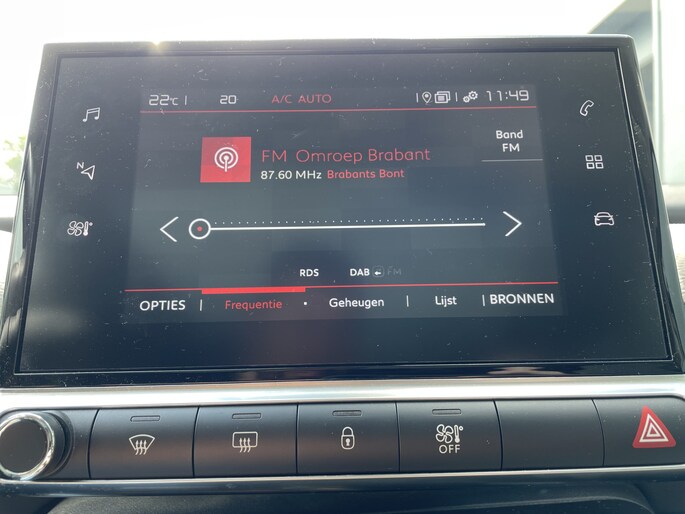 22°C | 20 A/C AUTO 11:49
N
FM Omroep Brabant
87.60 MHz Brabants Bont
Band
FM
RDS DAB FM
OPTIES | Frequentie • Geheugen | Lijst | BRONNEN
OFF